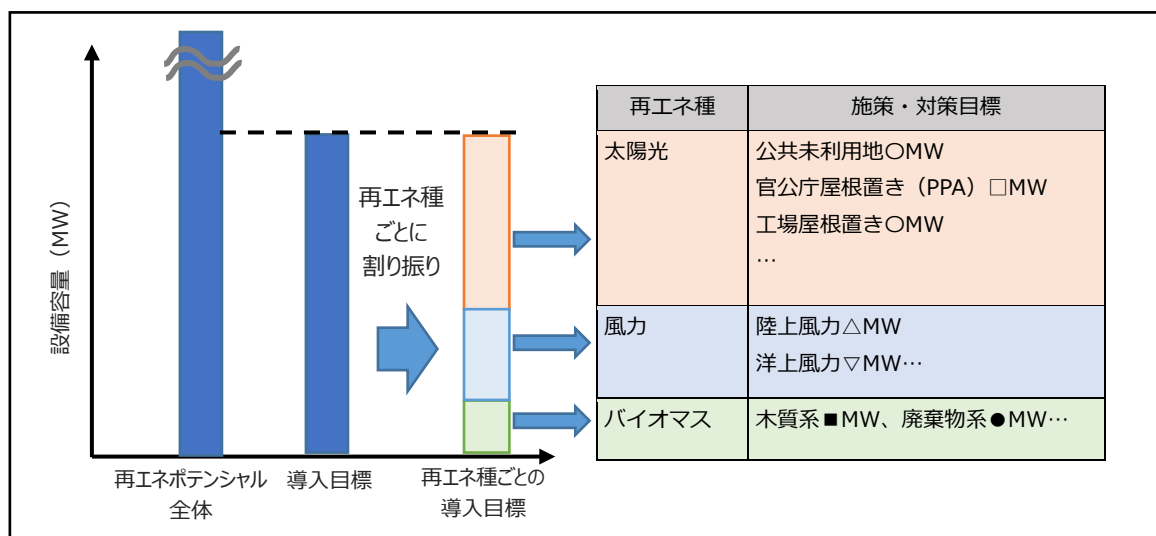 設備容量（MW）
再エネ種
ごとに
割り振り
再エネポテンシャル
全体
導入目標
再エネ種ごとの
導入目標
再エネ種
施策・対策目標
太陽光
公共未利用地〇MW
官公庁屋根置き（PPA）□MW
工場屋根置き〇MW
…
風力
陸上風力△MW
洋上風力▽MW…
バイオマス
木質系■MW、廃棄物系●MW…